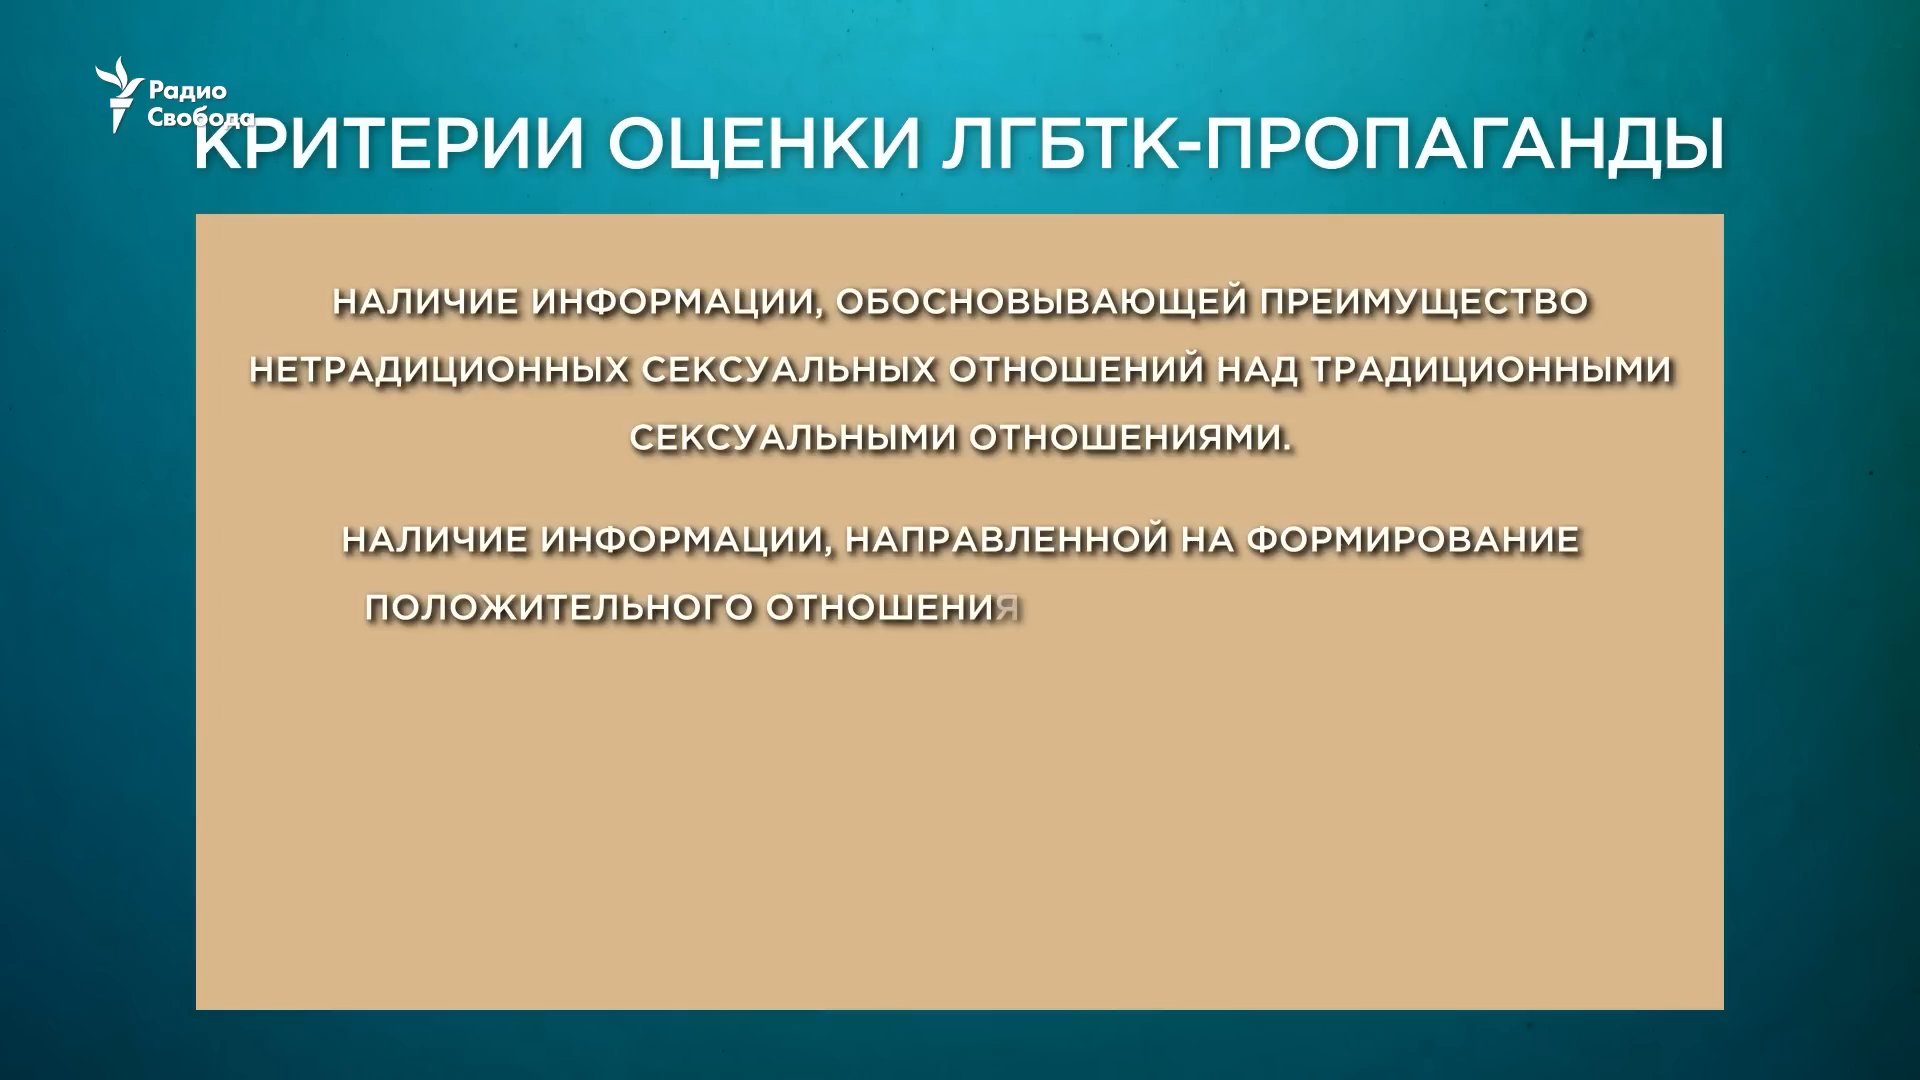 Радио
Свобода
КРИТЕРИИ ОЦЕНКИ ЛГБТК-ПРОПАГАНДЫ
НАЛИЧИЕ ИНФОРМАЦИИ, ОБОСНОВЫВАЮЩЕЙ ПРЕИМУЩЕСТВО
НЕТРАДИЦИОННЫХ СЕКСУАЛЬНЫХ ОТНОШЕНИЙ НАД ТРАДИЦИОННЫМИ
СЕКСУАЛЬНЫМИ ОТНОШЕНИЯМИ.
НАЛИЧИЕ ИНФОРМАЦИИ, НАПРАВЛЕННОЙ НА ФОРМИРОВАНИЕ
ПОЛОЖИТЕЛЬНОГО ОТНОШЕНИЯ